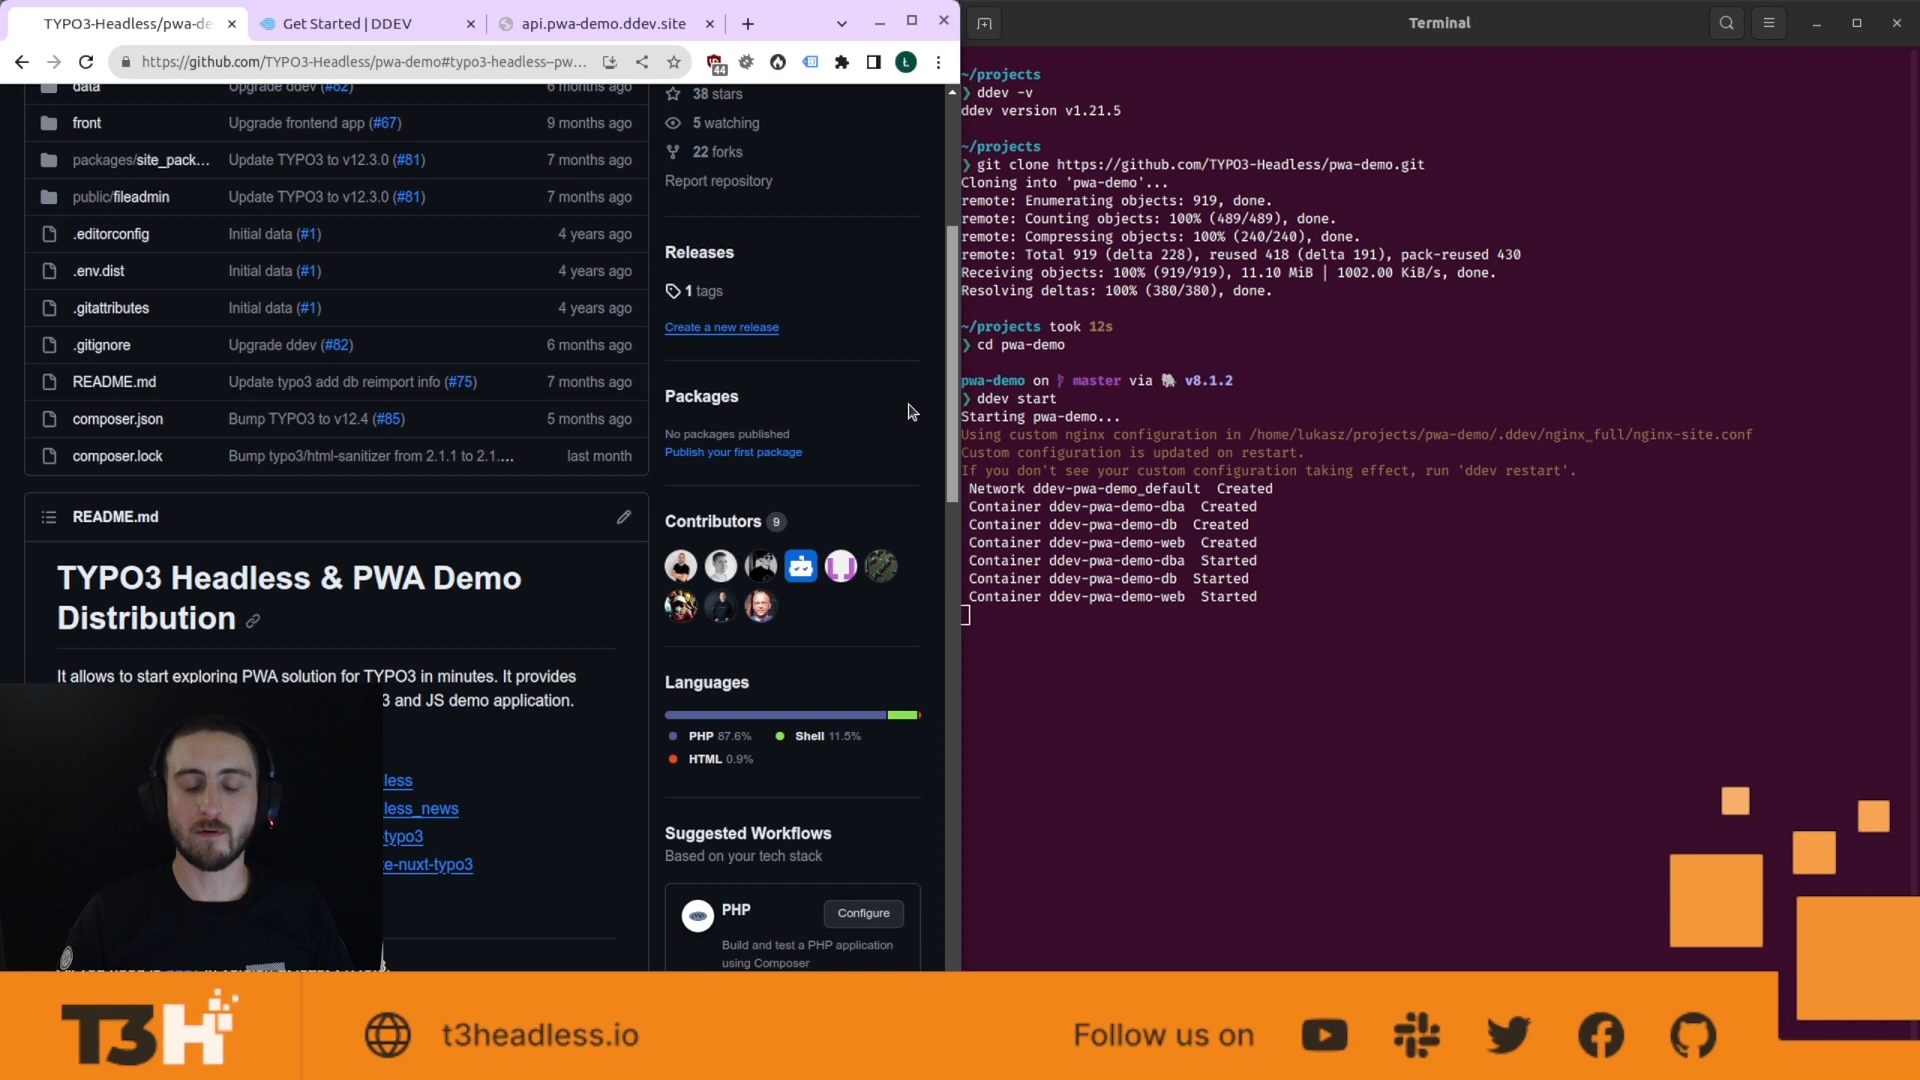 TYPO3-Headless/pwa-de
Get Started | DDEV
api.pwa-demo.ddev.site
https://github.com/TYPO3-Headless/pwa-demo#typo3-headless--pw...
44
Ł
data Upgrade ddev (#82) 6 months ago
front Upgrade frontend app (#67) 9 months ago
packages/site_pack... Update TYPO3 to v12.3.0 (#81) 7 months ago
public/fileadmin Update TYPO3 to v12.3.0 (#81) 7 months ago
.editorconfig Initial data (#1) 4 years ago
.env.dist Initial data (#1) 4 years ago
.gitattributes Initial data (#1) 4 years ago
.gitignore Upgrade ddev (#82) 6 months ago
README.md Update typo3 add db reimport info (#75) 7 months ago
composer.json Bump TYPO3 to v12.4 (#85) 5 months ago
composer.lock Bump typo3/html-sanitizer from 2.1.1 to 2.1.... last month
README.md
TYPO3 Headless & PWA Demo
Distribution
It allows to start exploring PWA solution for TYPO3 in minutes. It provides
3 and JS demo application.
less
less_news
typo3
e-nuxt-typo3
38 stars
5 watching
22 forks
Report repository
Releases
1 tags
Create a new release
Packages
No packages published
Publish your first package
Contributors 9
Languages
PHP 87.6% Shell 11.5%
HTML 0.9%
Suggested Workflows
Based on your tech stack
PHP
Configure
Build and test a PHP application
using Composer
Terminal
~/projects
❯ ddev -v
ddev version v1.21.5
~/projects
❯ git clone https://github.com/TYPO3-Headless/pwa-demo.git
Cloning into 'pwa-demo'...
remote: Enumerating objects: 919, done.
remote: Counting objects: 100% (489/489), done.
remote: Compressing objects: 100% (240/240), done.
remote: Total 919 (delta 228), reused 418 (delta 191), pack-reused 430
Receiving objects: 100% (919/919), 11.10 MiB | 1002.00 KiB/s, done.
Resolving deltas: 100% (380/380), done.
~/projects took 12s
❯ cd pwa-demo
pwa-demo on master via 🐘 v8.1.2
❯ ddev start
Starting pwa-demo...
Using custom nginx configuration in /home/lukasz/projects/pwa-demo/.ddev/nginx_full/nginx-site.conf
Custom configuration is updated on restart.
If you don't see your custom configuration taking effect, run 'ddev restart'.
Network ddev-pwa-demo_default Created
Container ddev-pwa-demo-dba Created
Container ddev-pwa-demo-db Created
Container ddev-pwa-demo-web Created
Container ddev-pwa-demo-dba Started
Container ddev-pwa-demo-db Started
Container ddev-pwa-demo-web Started
T3H
t3headless.io
Follow us on